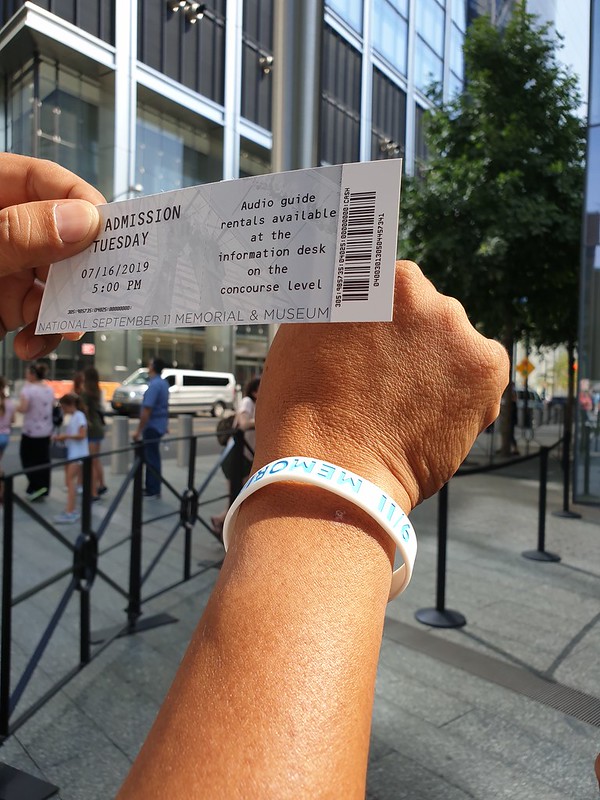 ADMISSION
TUESDAY
07/16/2019
5:00 PM
Audio guide
rentals available
at the
information desk
on the
concourse level
NATIONAL SEPTEMBER 11 MEMORIAL & MUSEUM
9/11 MEMOR